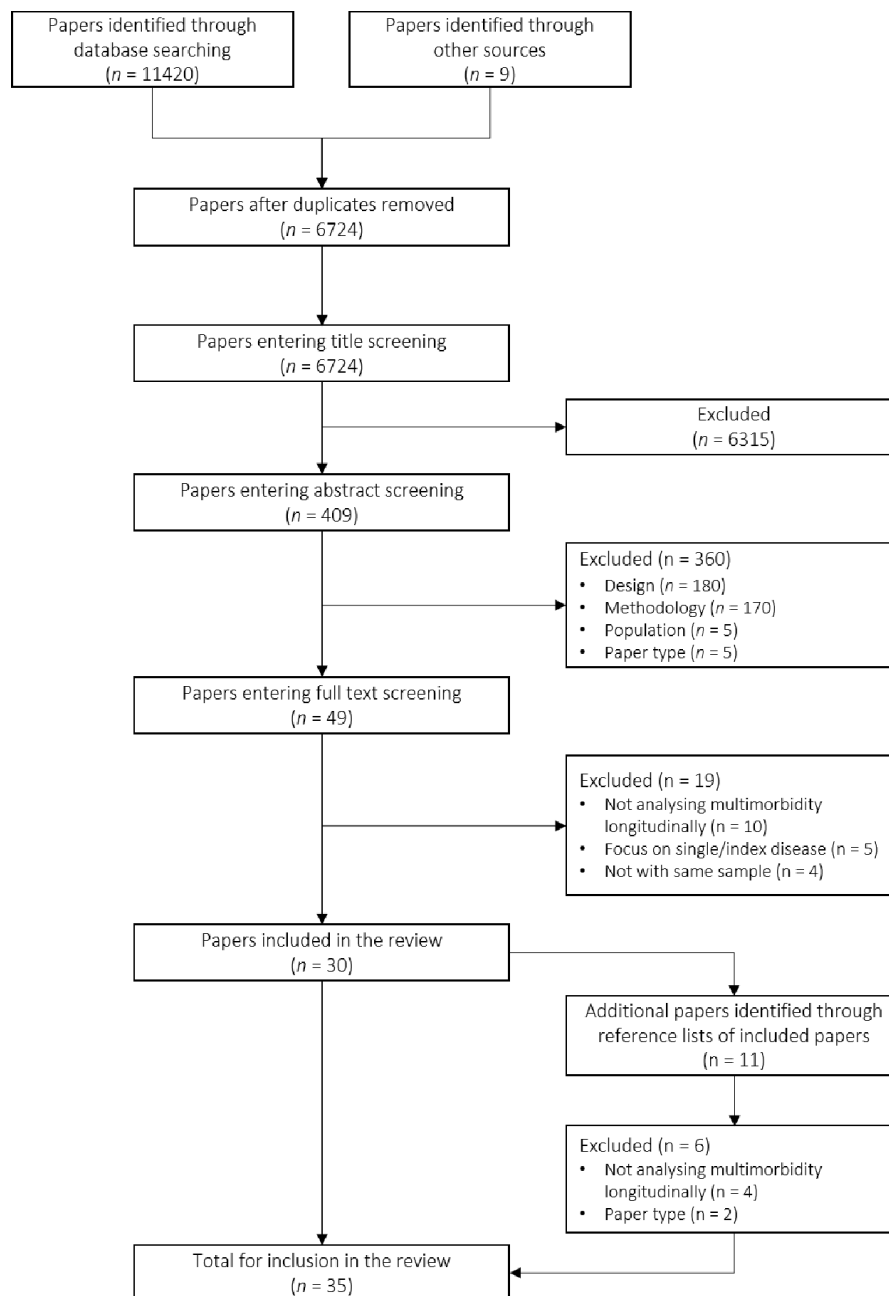 Papers identified through
database searching
(n = 11420)
Papers identified through
other sources
(n = 9)
Papers after duplicates removed
(n = 6724)
Papers entering title screening
(n = 6724)
Excluded
(n = 6315)
Papers entering abstract screening
(n = 409)
Excluded (n = 360)
• Design (n = 180)
• Methodology (n = 170)
• Population (n = 5)
• Paper type (n = 5)
Papers entering full text screening
(n = 49)
Excluded (n = 19)
• Not analysing multimorbidity
longitudinally (n = 10)
• Focus on single/index disease (n = 5)
• Not with same sample (n = 4)
Papers included in the review
(n = 30)
Additional papers identified through
reference lists of included papers
(n = 11)
Excluded (n = 6)
• Not analysing multimorbidity
longitudinally (n = 4)
• Paper type (n = 2)
Total for inclusion in the review
(n = 35)